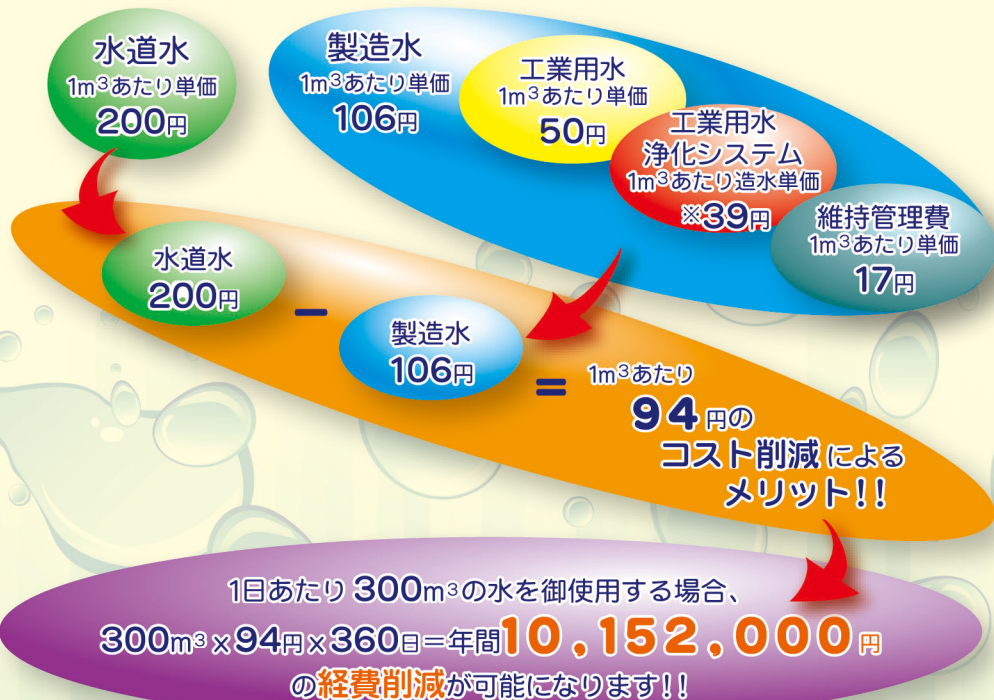 水道水
1m³あたり単価
200円
製造水
1m³あたり単価
106円
工業用水
1m³あたり単価
50円
工業用水
浄化システム
1m³あたり造水単価
※39円
維持管理費
1m³あたり単価
17円
水道水
200円
−
製造水
106円
=
1m³あたり
94円の
コスト削減による
メリット!!
1日あたり 300m³の水を御使用する場合、
300m³×94円×360日=年間10,152,000円
の経費削減が可能になります!!